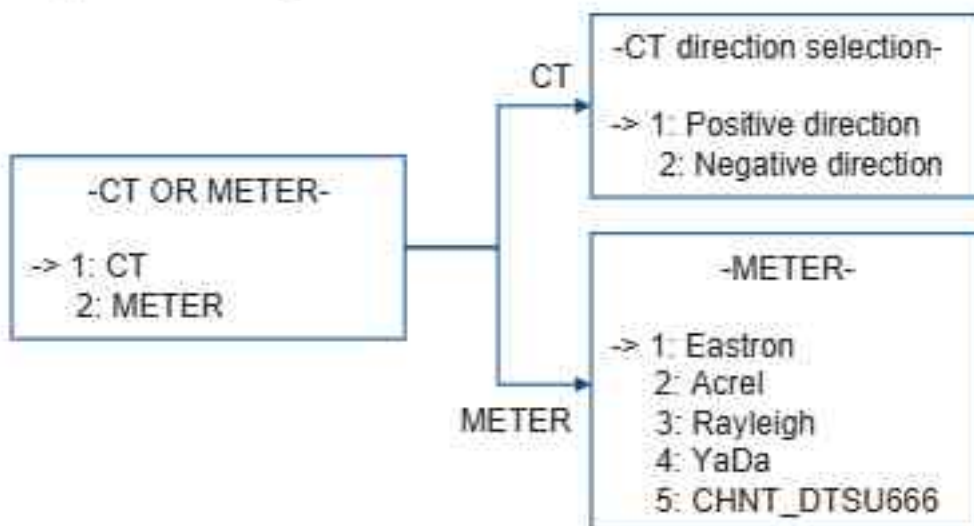 -CT OR METER-
-> 1: CT
2: METER
CT
-CT direction selection-
-> 1: Positive direction
2: Negative direction
METER
-METER-
-> 1: Eastron
2: Acrel
3: Rayleigh
4: YaDa
5: CHNT_DTSU666